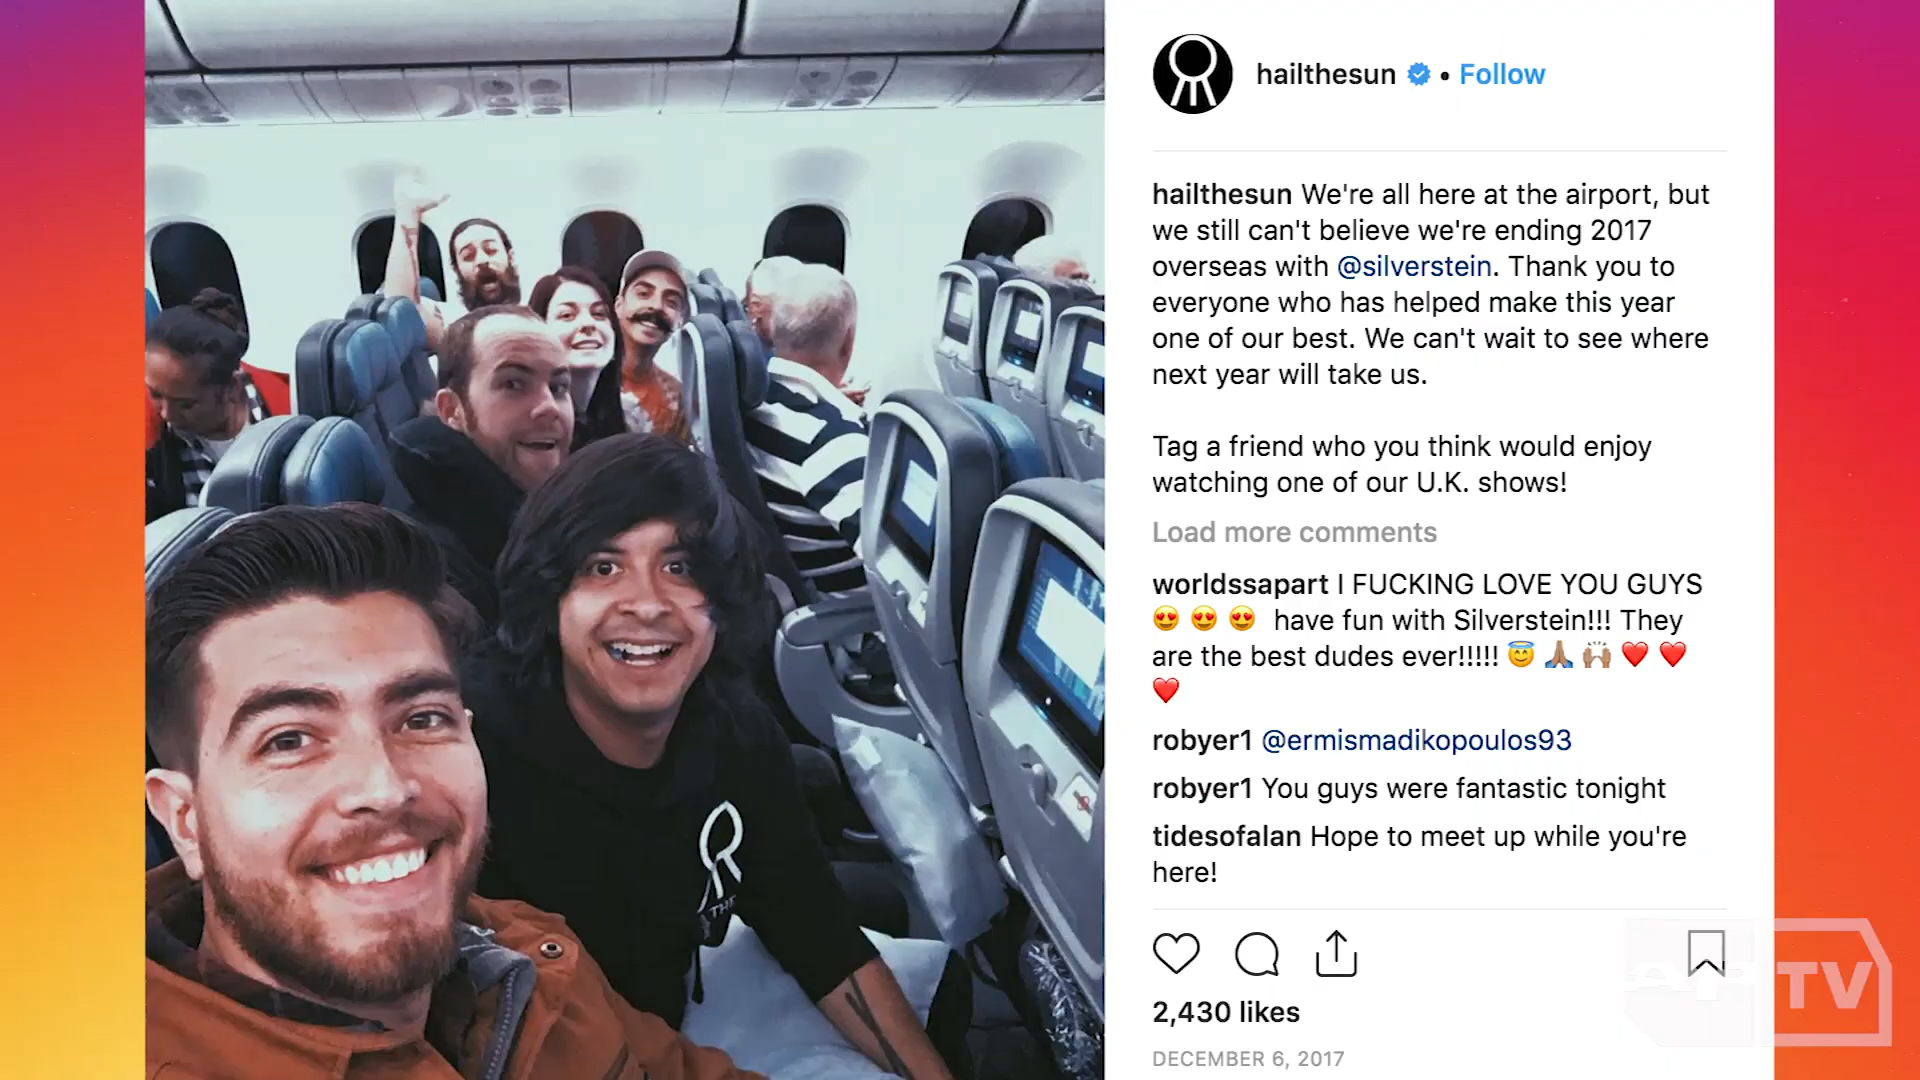 hailthesun • Follow
hailthesun We're all here at the airport, but
we still can't believe we're ending 2017
overseas with @silverstein. Thank you to
everyone who has helped make this year
one of our best. We can't wait to see where
next year will take us.
Tag a friend who you think would enjoy
watching one of our U.K. shows!
Load more comments
worldssapart I FUCKING LOVE YOU GUYS
😍 😍 😍 have fun with Silverstein!!! They
are the best dudes ever!!!!! 😇 🙏🏽 🙌🏽 ❤️ ❤️
❤️
robyer1 @ermismadikopoulos93
robyer1 You guys were fantastic tonight
tidesofalan Hope to meet up while you're
here!
2,430 likes
DECEMBER 6, 2017
AP TV
THE